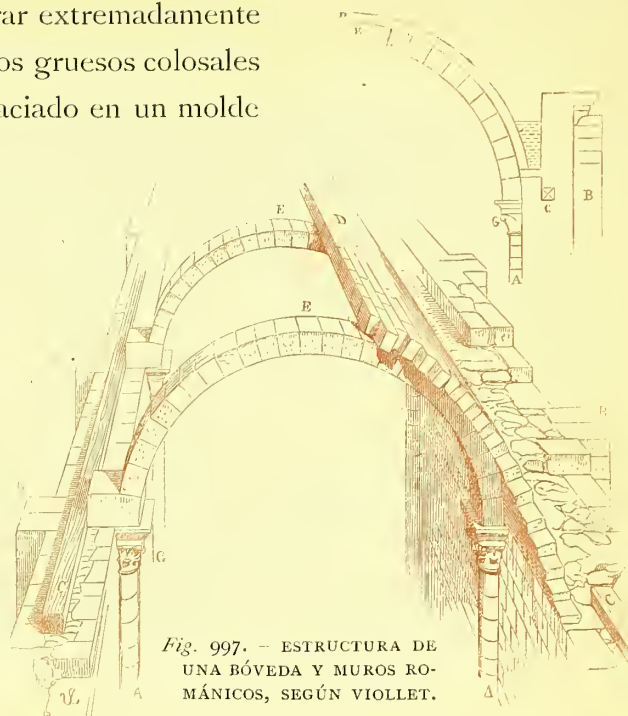 rar extremadamente
os gruesos colosales
aciado en un molde
D
E
G
C
B
A
E
D
E
B
G
C
C
A
A
Fig. 997. – ESTRUCTURA DE
UNA BÓVEDA Y MUROS RO-
MÁNICOS, SEGÚN VIOLLET.